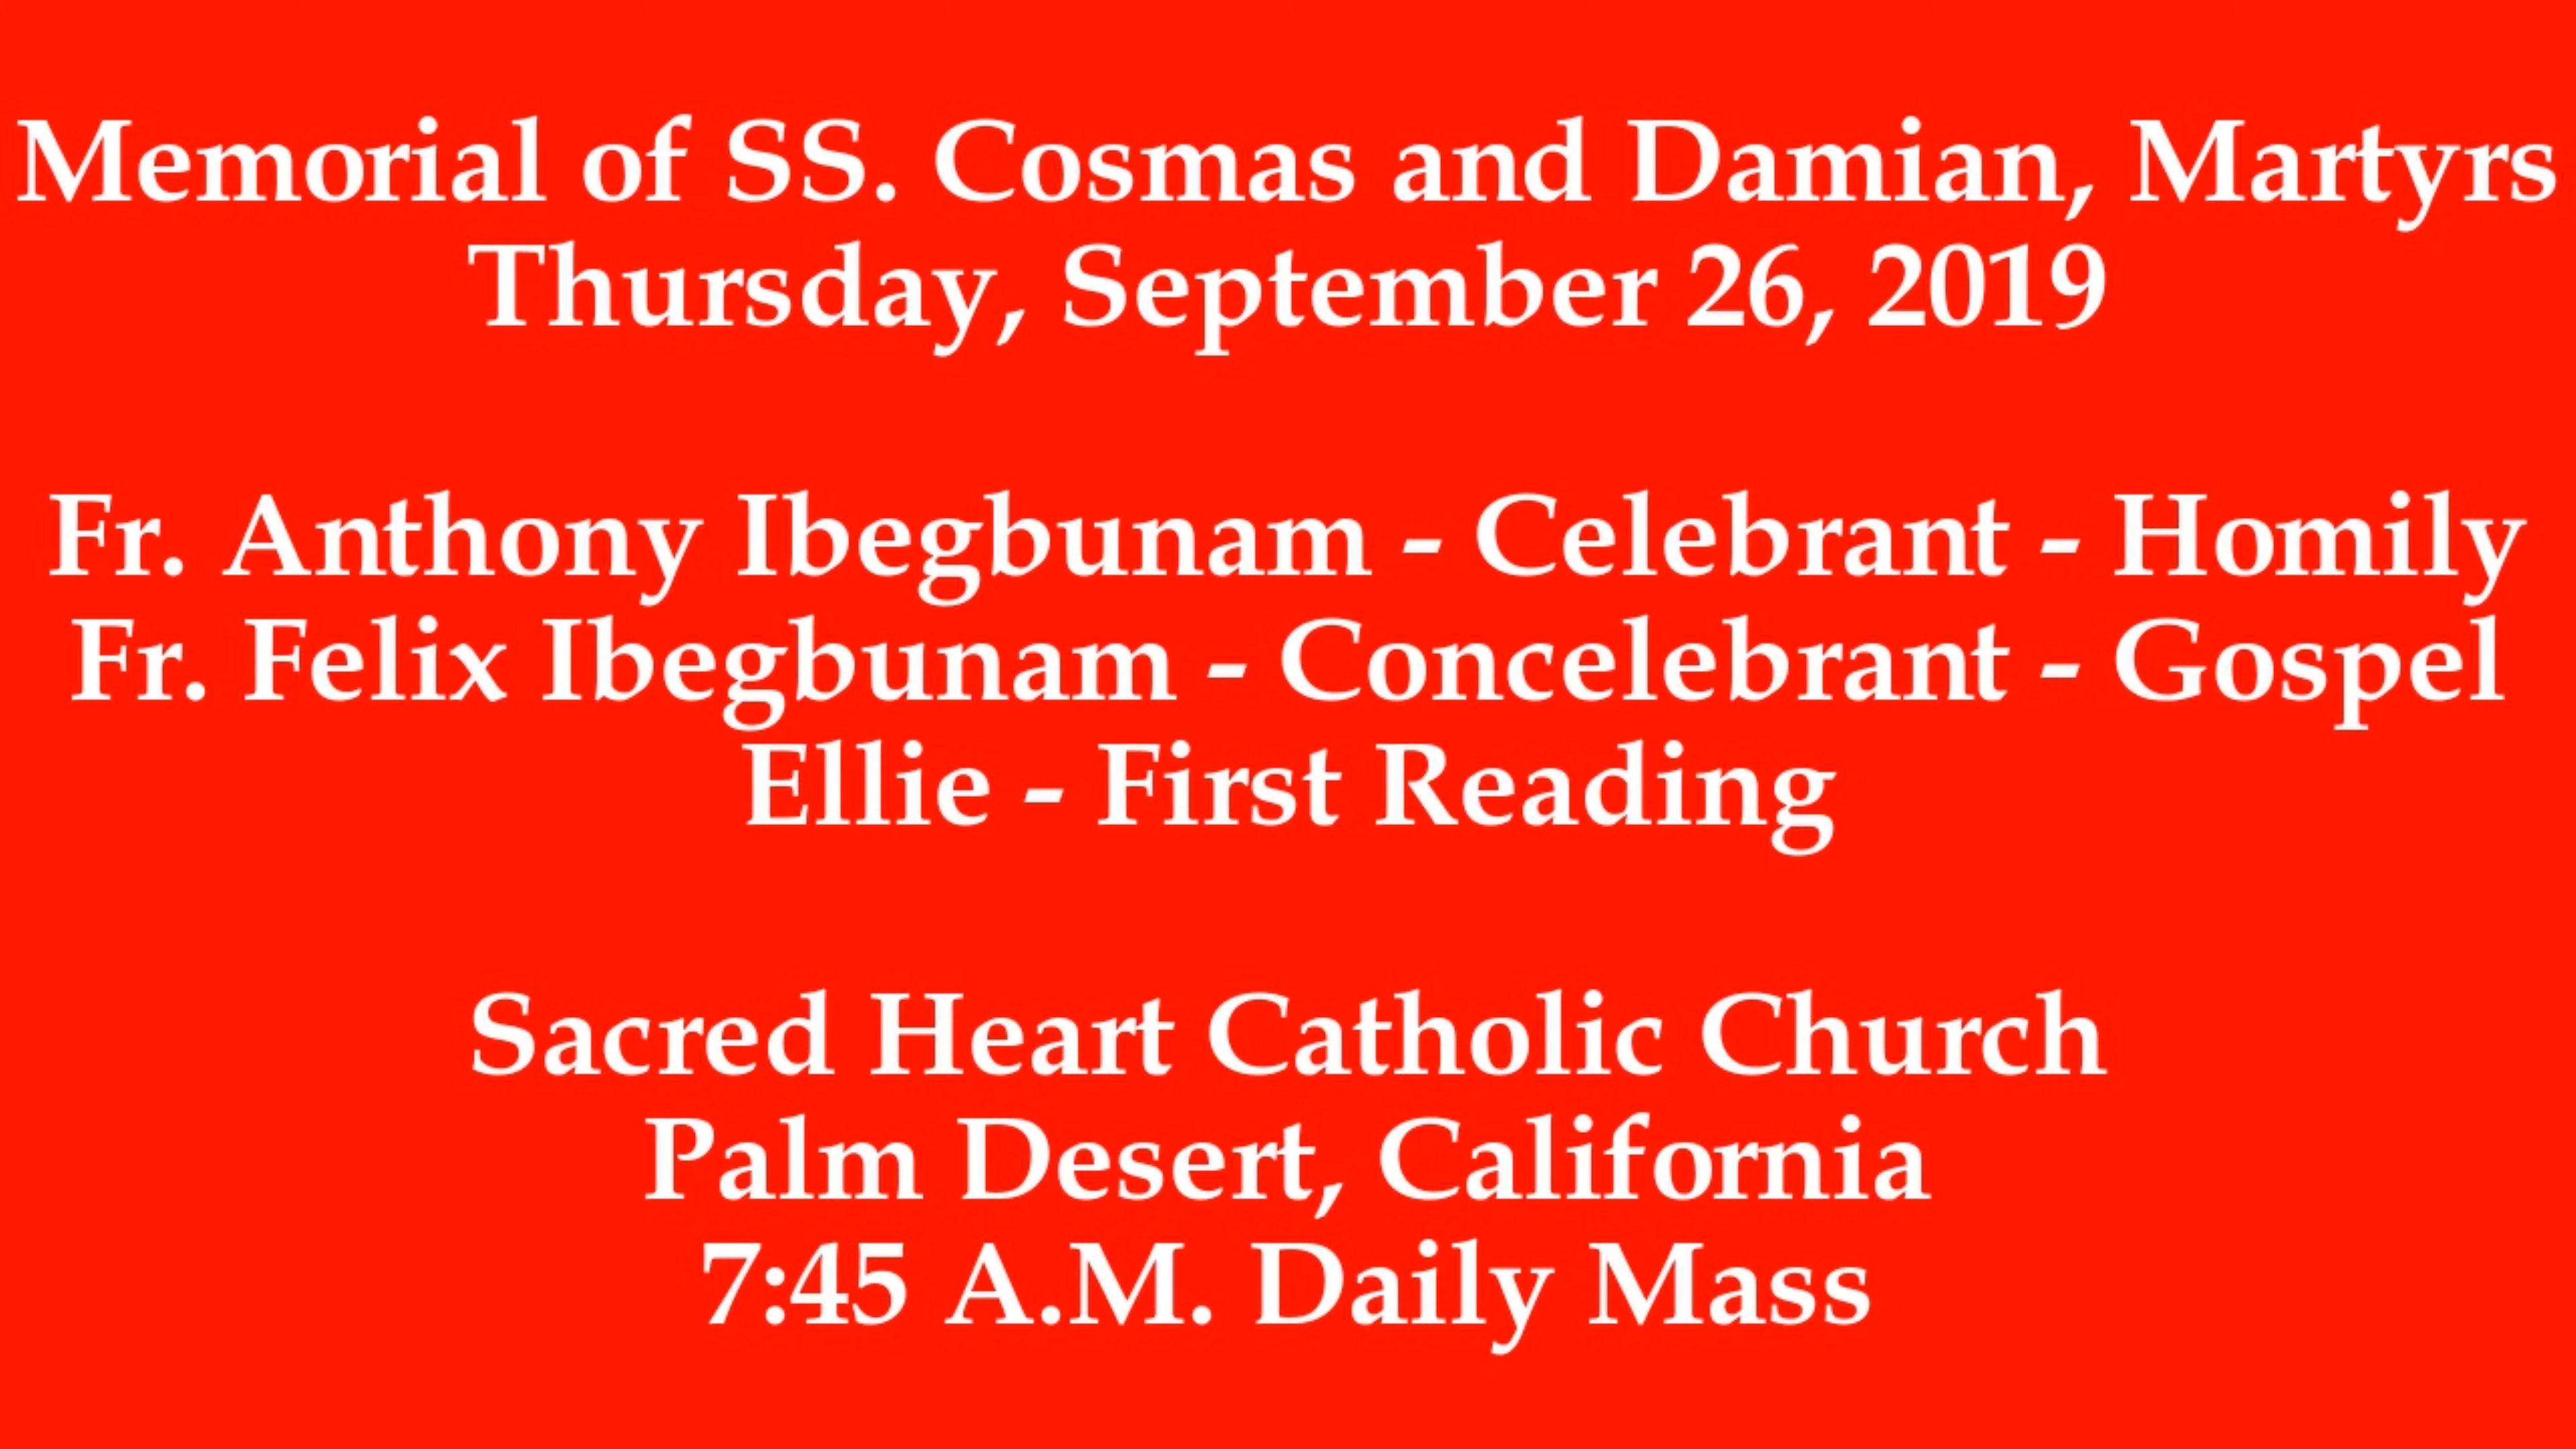 Memorial of SS. Cosmas and Damian, Martyrs
Thursday, September 26, 2019
Fr. Anthony Ibegbunam - Celebrant - Homily
Fr. Felix Ibegbunam - Concelebrant - Gospel
Ellie - First Reading
Sacred Heart Catholic Church
Palm Desert, California
7:45 A.M. Daily Mass